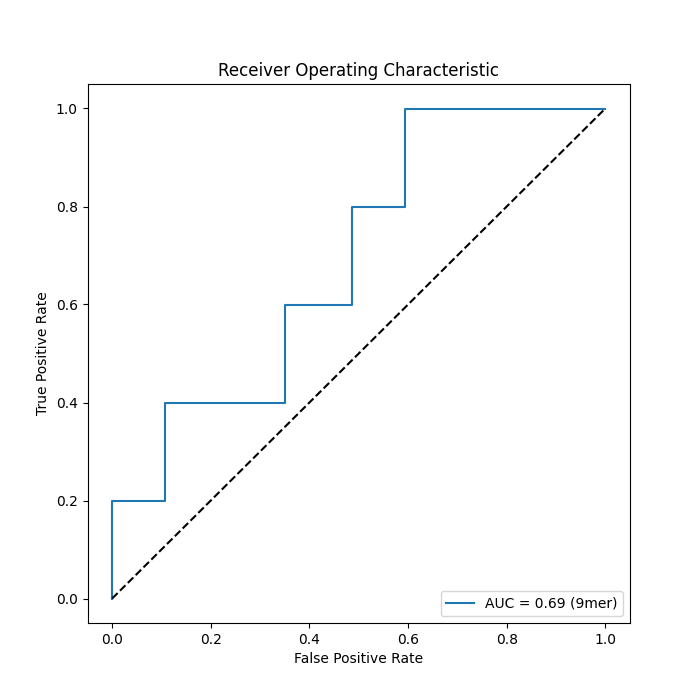 Receiver Operating Characteristic
True Positive Rate
1.0
0.8
0.6
0.4
0.2
0.0
AUC = 0.69 (9mer)
0.0 0.2 0.4 0.6 0.8 1.0
False Positive Rate